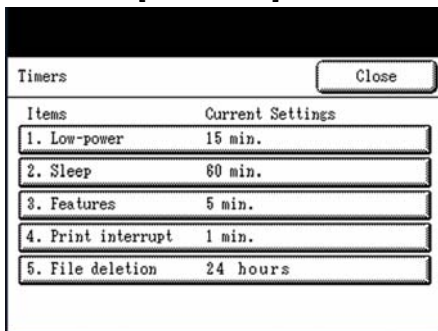 Timers Close
Items Current Settings
1. Low-power 15 min.
2. Sleep 60 min.
3. Features 5 min.
4. Print interrupt 1 min.
5. File deletion 24 hours